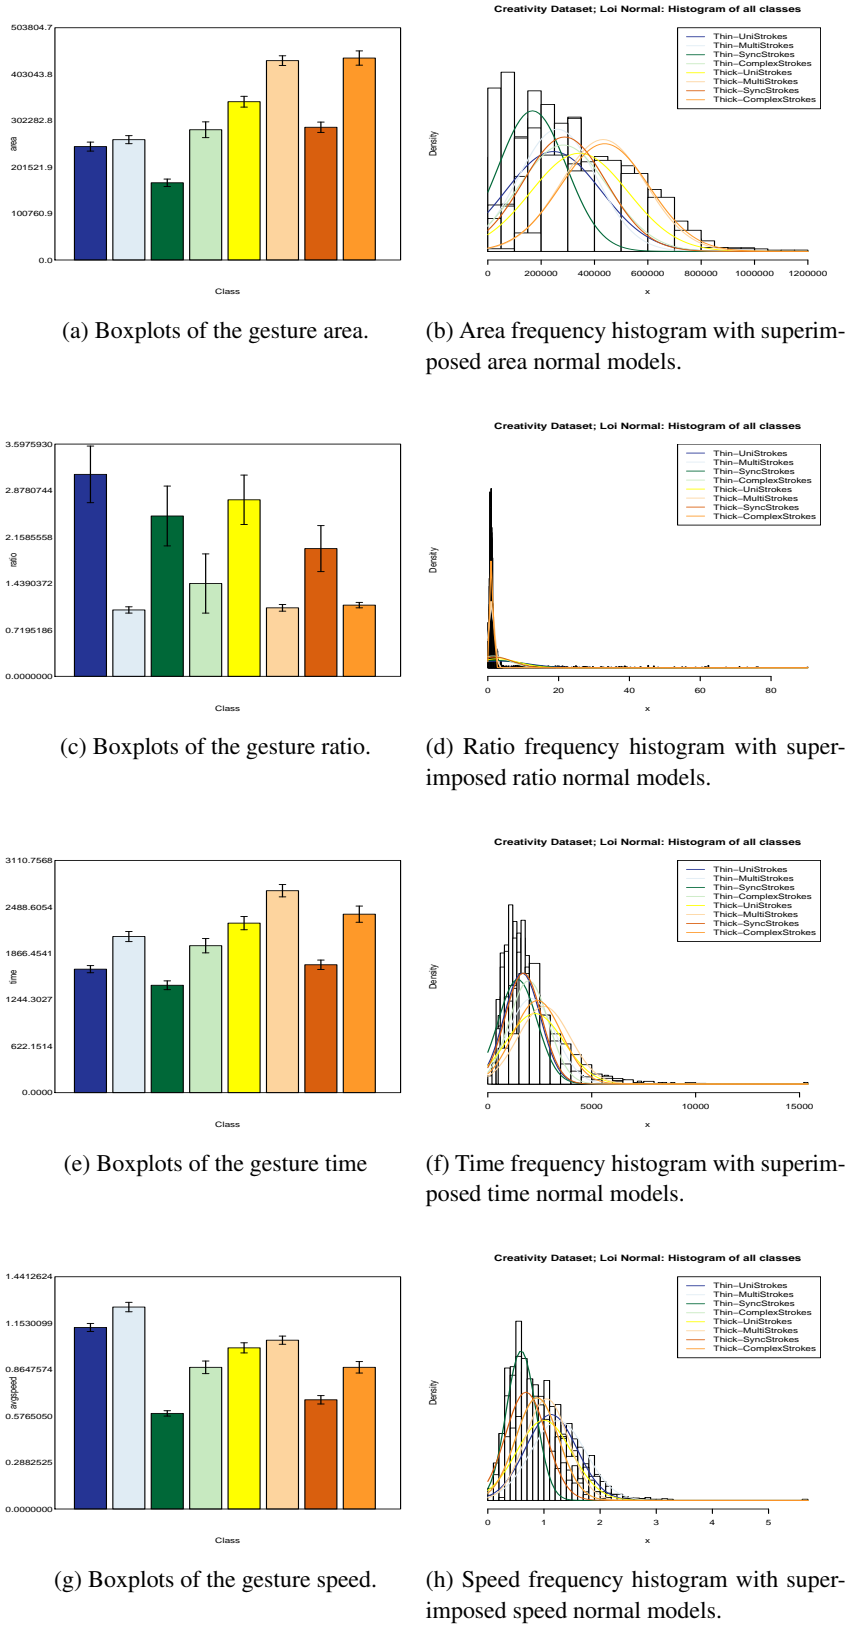 503804.7
403043.8
302282.8
201521.9
100760.9
0.0
area
Class
Creativity Dataset; Loi Normal: Histogram of all classes
Thin−UniStrokes
Thin−MultiStrokes
Thin−SyncStrokes
Thin−ComplexStrokes
Thick−UniStrokes
Thick−MultiStrokes
Thick−SyncStrokes
Thick−ComplexStrokes
Density
0 200000 400000 600000 800000 1000000 1200000
x
(a) Boxplots of the gesture area.
(b) Area frequency histogram with superim-
posed area normal models.
3.5975930
2.8780744
2.1585558
1.4390372
0.7195186
0.0000000
ratio
Class
Creativity Dataset; Loi Normal: Histogram of all classes
Thin−UniStrokes
Thin−MultiStrokes
Thin−SyncStrokes
Thin−ComplexStrokes
Thick−UniStrokes
Thick−MultiStrokes
Thick−SyncStrokes
Thick−ComplexStrokes
Density
0 20 40 60 80
x
(c) Boxplots of the gesture ratio.
(d) Ratio frequency histogram with super-
imposed ratio normal models.
3110.7568
2488.6054
1866.4541
1244.3027
622.1514
0.0000
time
Class
Creativity Dataset; Loi Normal: Histogram of all classes
Thin−UniStrokes
Thin−MultiStrokes
Thin−SyncStrokes
Thin−ComplexStrokes
Thick−UniStrokes
Thick−MultiStrokes
Thick−SyncStrokes
Thick−ComplexStrokes
Density
0 5000 10000 15000
x
(e) Boxplots of the gesture time
(f) Time frequency histogram with superim-
posed time normal models.
1.4412624
1.1530099
0.8647574
0.5765050
0.2882525
0.0000000
avgspeed
Class
Creativity Dataset; Loi Normal: Histogram of all classes
Thin−UniStrokes
Thin−MultiStrokes
Thin−SyncStrokes
Thin−ComplexStrokes
Thick−UniStrokes
Thick−MultiStrokes
Thick−SyncStrokes
Thick−ComplexStrokes
Density
0 1 2 3 4 5
x
(g) Boxplots of the gesture speed.
(h) Speed frequency histogram with super-
imposed speed normal models.